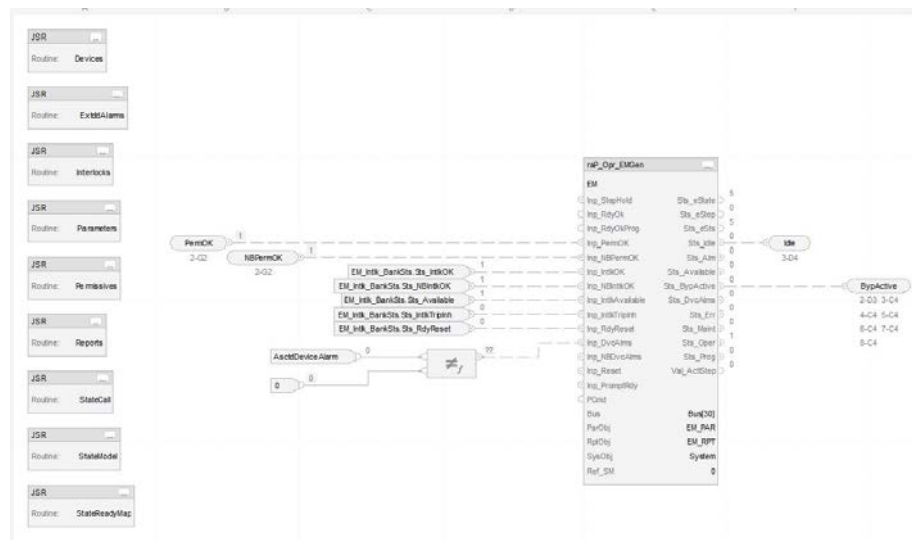 JSR
Routine: Devices
JSR
Routine: ExtddAlarms
JSR
Routine: Interlocks
JSR
Routine: Parameters
JSR
Routine: Permissives
JSR
Routine: Reports
JSR
Routine: StateCall
JSR
Routine: StateModel
JSR
Routine: StateReadyMap
PermOK
1
2-G2
NBPermOK
1
2-G2
EM_Intlk_BankSts.Sts_IntlkOK
1
EM_Intlk_BankSts.Sts_NBIntlkOK
1
EM_Intlk_BankSts.Sts_Available
1
EM_Intlk_BankSts.Sts_IntlkTripInh
0
EM_Intlk_BankSts.Sts_RdyReset
0
AsctdDeviceAlarm
0
0
0
≠f
??
raP_Opr_EMGen
EM
Inp_StepHold Sts_eState 5
Inp_RdyOk Sts_eStep 0
Inp_RdyOkProg Sts_eSts 5
Inp_PermOK Sts_Idle 0
Inp_NBPermOK Sts_Alm 0
Inp_IntlkOK Sts_Available 0
Inp_NBIntlkOK Sts_BypActive 0
Inp_IntlkAvailable Sts_DvcAlms 0
Inp_IntlkTripInh Sts_Err 0
Inp_RdyReset Sts_Maint 0
Inp_DvcAlms Sts_Oper 1
Inp_NBDvcAlms Sts_Prog 0
Inp_Reset Val_ActStep 0
Inp_PromptRdy
PCmd
Bus Bus[30]
ParObj EM_PAR
RptObj EM_RPT
SysObj System
Ref_SM 0
Idle
3-D4
BypActive
2-D3 3-C4
4-C4 5-C4
6-C4 7-C4
8-C4